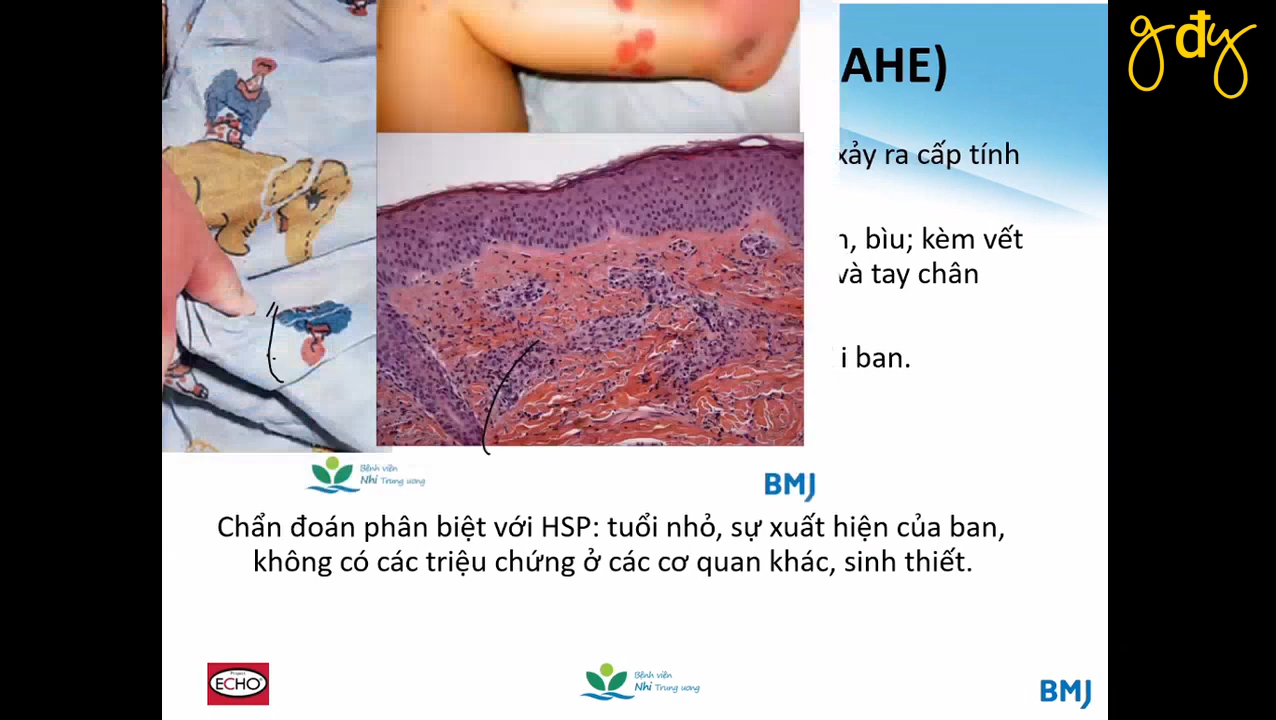 gđy
AHE)
xảy ra cấp tính
bìu; kèm vết
và tay chân
i ban.
Bệnh viện
Nhi Trung ương
BMJ
Chẩn đoán phân biệt với HSP: tuổi nhỏ, sự xuất hiện của ban,
không có các triệu chứng ở các cơ quan khác, sinh thiết.
Project
ECHO
Bệnh viện
Nhi Trung ương
BMJ